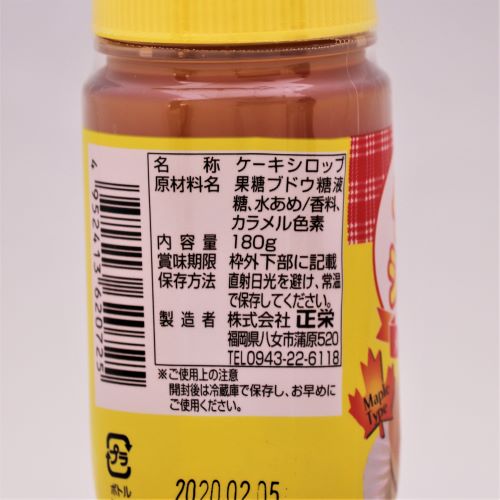 名称 ケーキシロップ
原材料名 果糖ブドウ糖液
糖、水あめ/香料、
カラメル色素
内容量 180g
賞味期限 枠外下部に記載
保存方法 直射日光を避け、常温
で保存してください。
製造者 株式会社 正栄
福岡県八女市蒲原520
TEL0943-22-6118
※ご使用上の注意
開封後は冷蔵庫で保存し、お早めに
ご使用ください。
4 952413 620725
Maple
Type
プラ
ボトル
2020.02.05